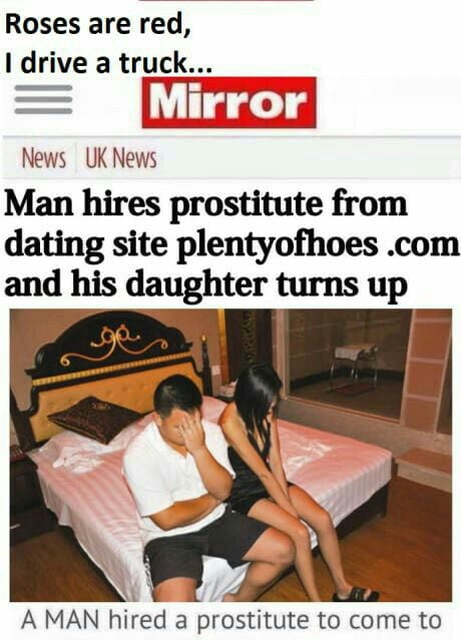 Roses are red,
I drive a truck...
Mirror
News UK News
Man hires prostitute from
dating site plentyofhoes .com
and his daughter turns up
A MAN hired a prostitute to come to